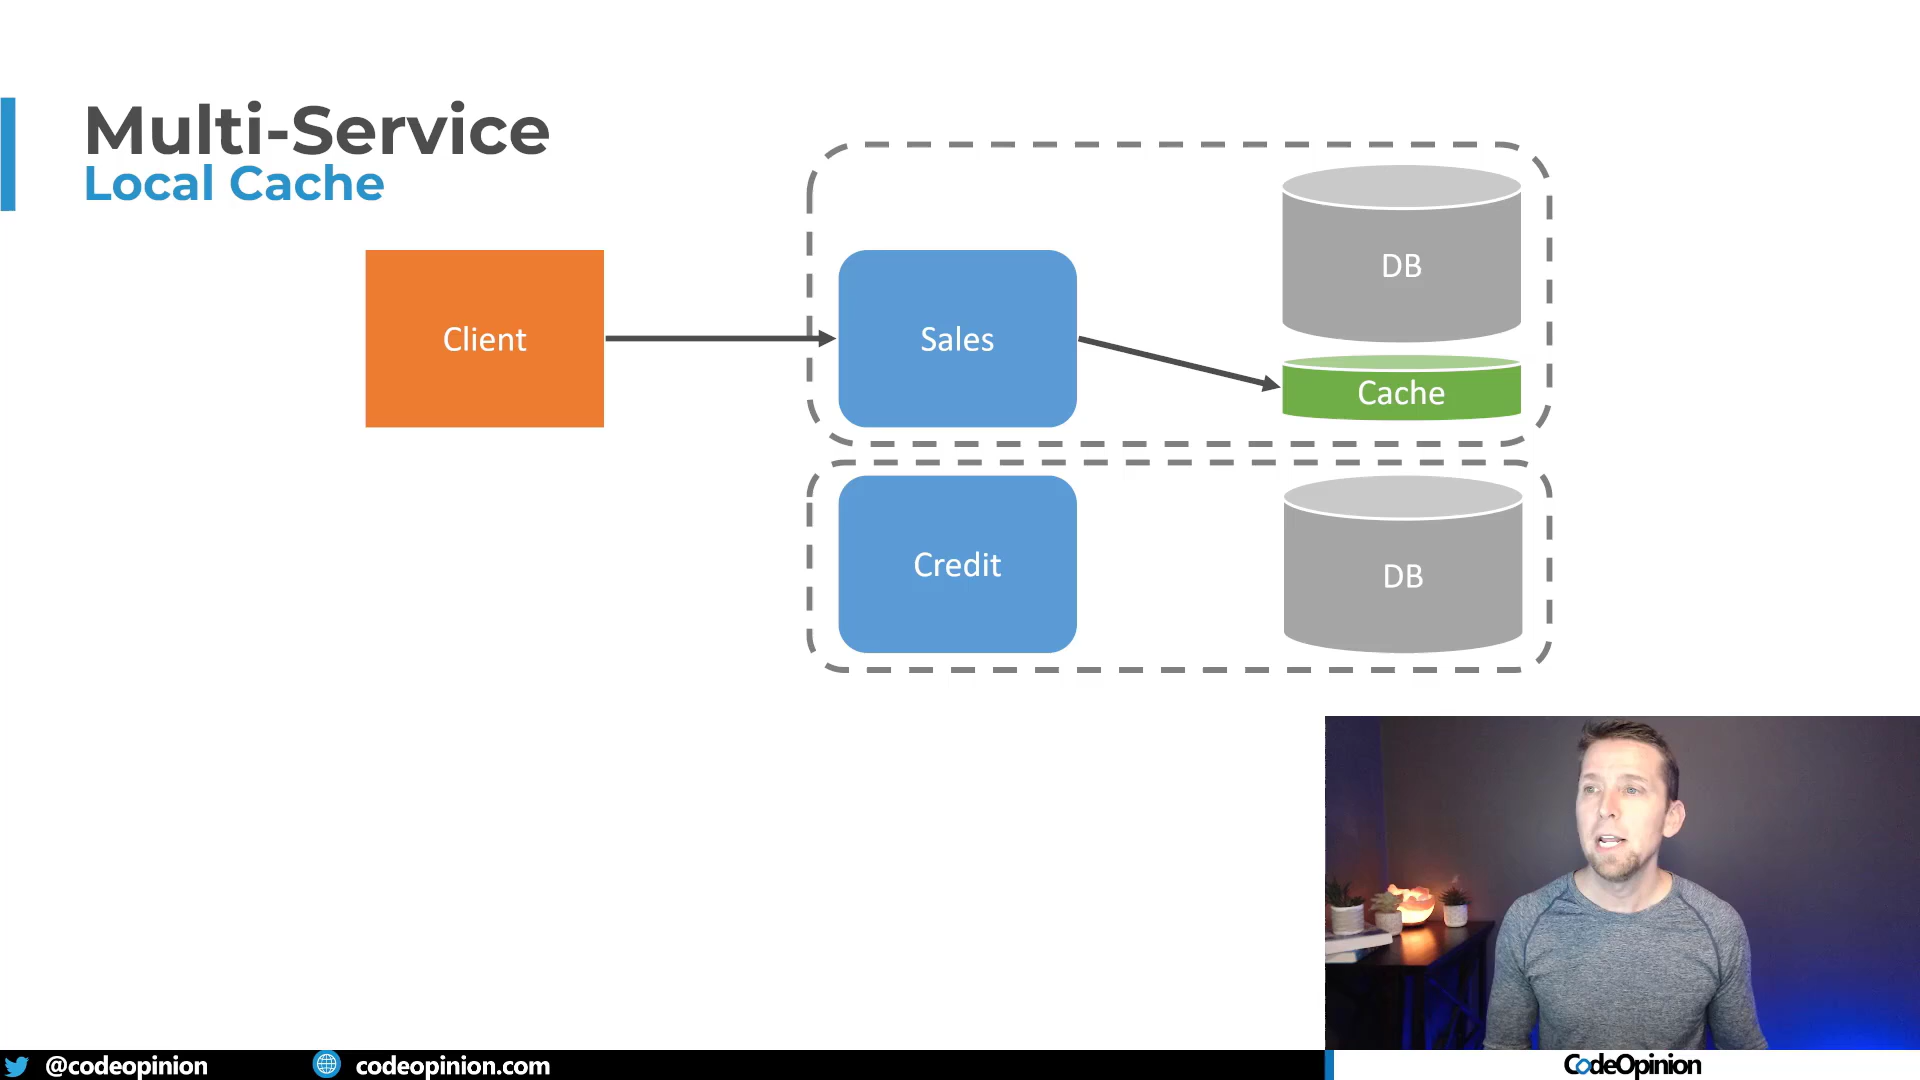 Multi-Service
Local Cache
Client
Sales
DB
Cache
Credit
DB
@codeopinion
codeopinion.com
CodeOpinion